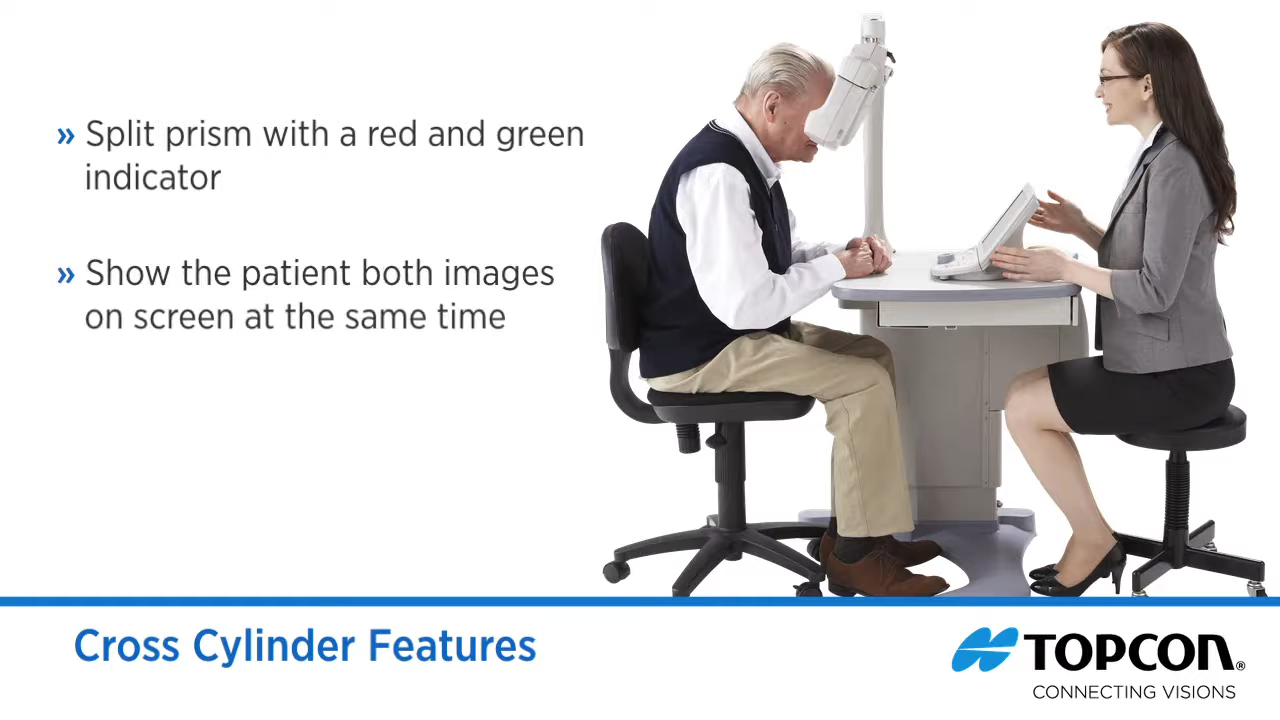 » Split prism with a red and green
indicator
» Show the patient both images
on screen at the same time
Cross Cylinder Features
TOPCON®
CONNECTING VISIONS